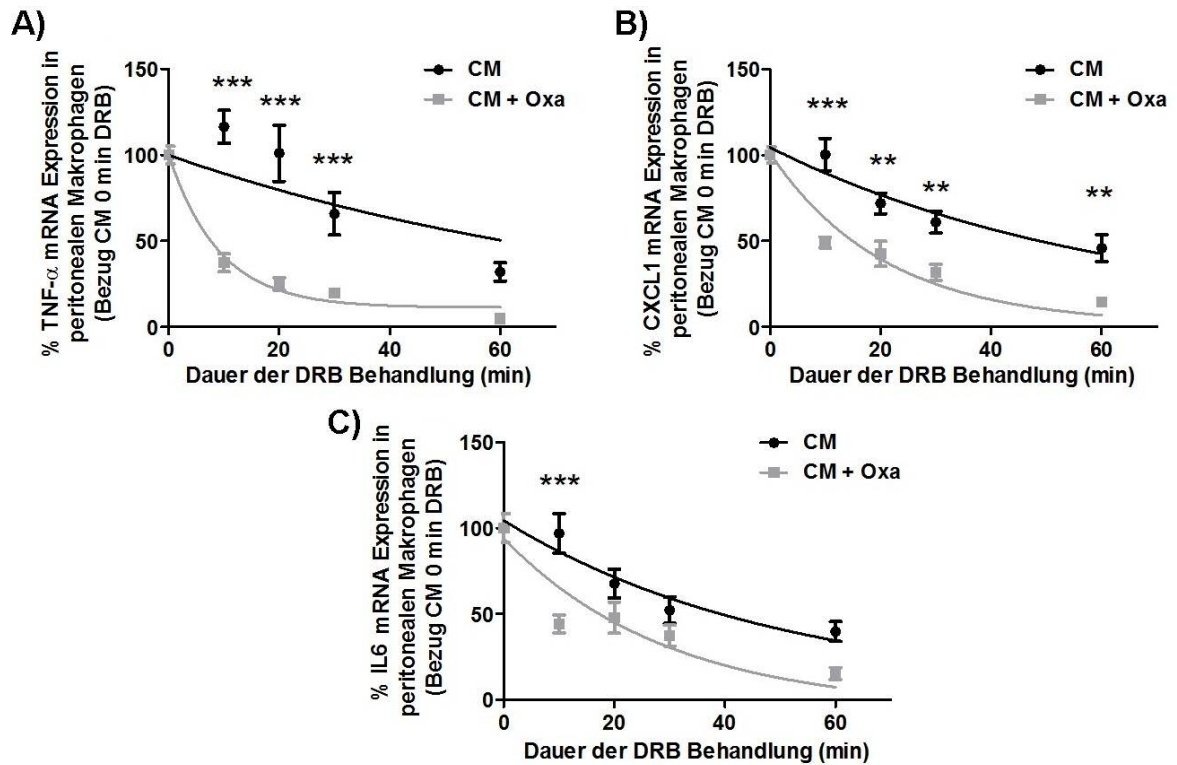 A)
% TNF-α mRNA Expression in
peritonealen Makrophagen
(Bezug CM 0 min DRB)
150
100
50
0
***
***
***
CM
CM + Oxa
0 20 40 60
Dauer der DRB Behandlung (min)
B)
% CXCL1 mRNA Expression in
peritonealen Makrophagen
(Bezug CM 0 min DRB)
150
100
50
0
***
**
**
**
CM
CM + Oxa
0 20 40 60
Dauer der DRB Behandlung (min)
C)
% IL6 mRNA Expression in
peritonealen Makrophagen
(Bezug CM 0 min DRB)
150
100
50
0
***
CM
CM + Oxa
0 20 40 60
Dauer der DRB Behandlung (min)